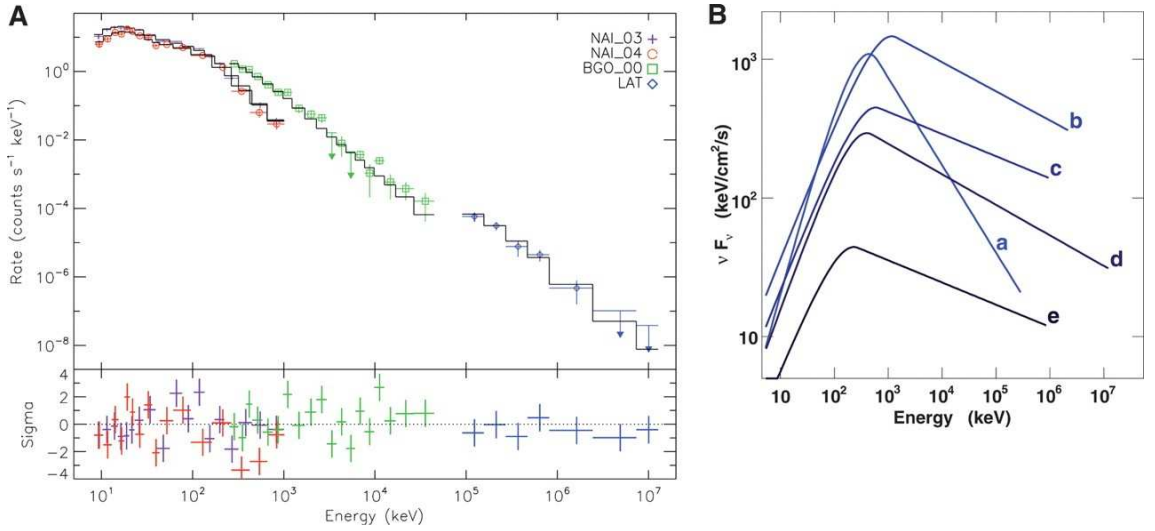 A
NAI_03
NAI_04
BGO_00
LAT
Rate (counts s⁻¹ keV⁻¹)
10⁰
10⁻²
10⁻⁴
10⁻⁶
10⁻⁸
Sigma
4
2
0
−2
−4
10¹ 10² 10³ 10⁴ 10⁵ 10⁶ 10⁷
Energy (keV)
B
ν Fᵥ (keV/cm²/s)
10³
10²
10
b
c
a
d
e
10 10² 10³ 10⁴ 10⁵ 10⁶ 10⁷
Energy (keV)